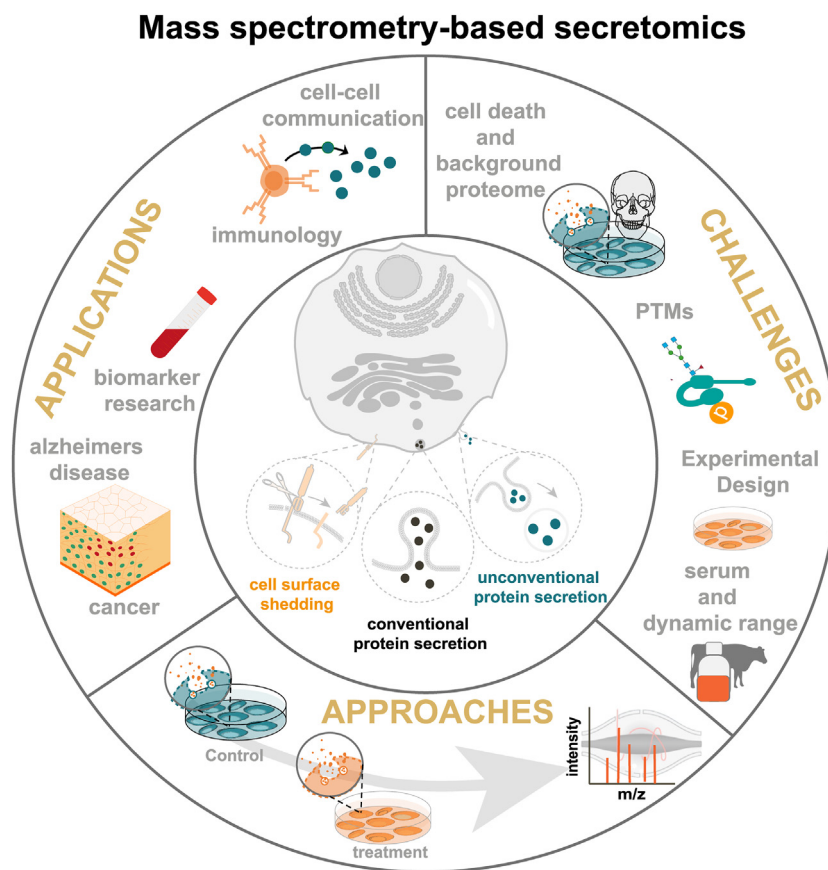 Mass spectrometry-based secretomics
APPLICATIONS
cell-cell
communication
immunology
biomarker
research
alzheimers
disease
cancer
CHALLENGES
cell death
and
background
proteome
PTMs
p
Experimental
Design
serum
and
dynamic range
cell surface
shedding
conventional
protein secretion
unconventional
protein secretion
APPROACHES
Control
treatment
intensity
m/z